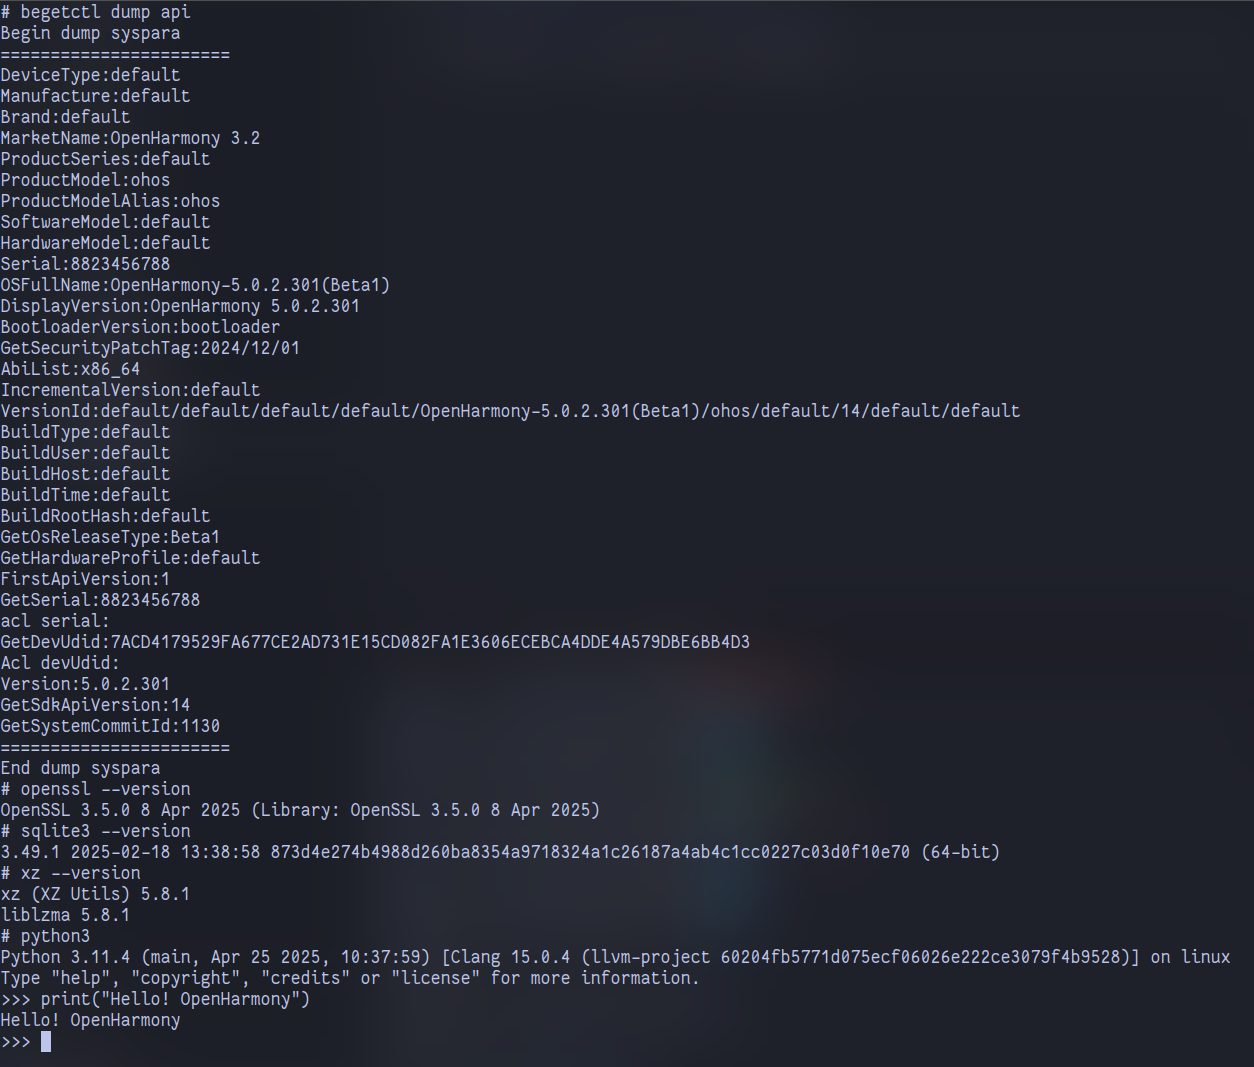 # begetctl dump api
Begin dump syspara
=======================
DeviceType:default
Manufacture:default
Brand:default
MarketName:OpenHarmony 3.2
ProductSeries:default
ProductModel:ohos
ProductModelAlias:ohos
SoftwareModel:default
HardwareModel:default
Serial:8823456788
OSFullName:OpenHarmony-5.0.2.301(Beta1)
DisplayVersion:OpenHarmony 5.0.2.301
BootloaderVersion:bootloader
GetSecurityPatchTag:2024/12/01
AbiList:x86_64
IncrementalVersion:default
VersionId:default/default/default/default/OpenHarmony-5.0.2.301(Beta1)/ohos/default/14/default/default
BuildType:default
BuildUser:default
BuildHost:default
BuildTime:default
BuildRootHash:default
GetOsReleaseType:Beta1
GetHardwareProfile:default
FirstApiVersion:1
GetSerial:8823456788
acl serial:
GetDevUdid:7ACD4179529FA677CE2AD731E15CD082FA1E3606ECEBCA4DDE4A579DBE6BB4D3
Acl devUdid:
Version:5.0.2.301
GetSdkApiVersion:14
GetSystemCommitId:1130
=======================
End dump syspara
# openssl --version
OpenSSL 3.5.0 8 Apr 2025 (Library: OpenSSL 3.5.0 8 Apr 2025)
# sqlite3 --version
3.49.1 2025-02-18 13:38:58 873d4e274b4988d260ba8354a9718324a1c26187a4ab4c1cc0227c03d0f10e70 (64-bit)
# xz --version
xz (XZ Utils) 5.8.1
liblzma 5.8.1
# python3
Python 3.11.4 (main, Apr 25 2025, 10:37:59) [Clang 15.0.4 (llvm-project 60204fb5771d075ecf06026e222ce3079f4b9528)] on linux
Type "help", "copyright", "credits" or "license" for more information.
>>> print("Hello! OpenHarmony")
Hello! OpenHarmony
>>>